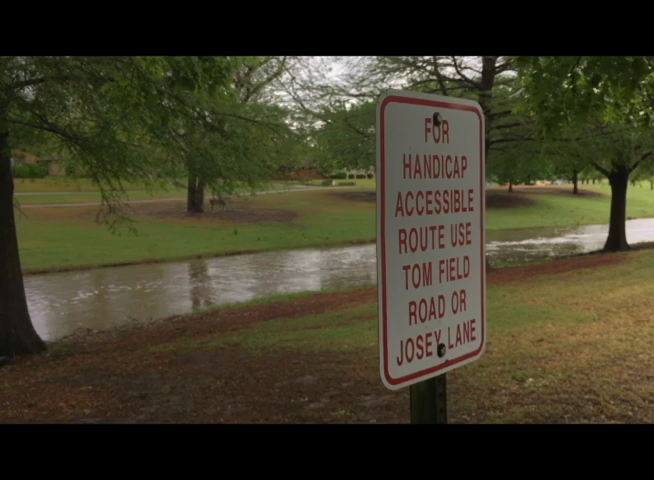 FOR
HANDICAP
ACCESSIBLE
ROUTE USE
TOM FIELD
ROAD OR
JOSEY LANE